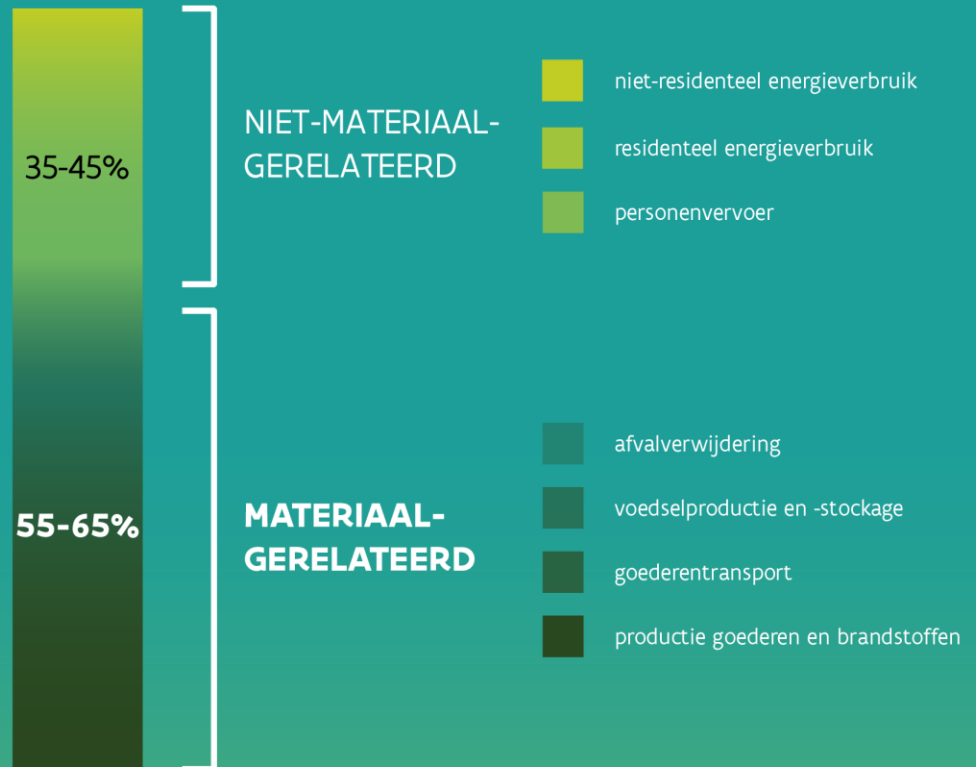 35-45%
NIET-MATERIAAL-
GERELATEERD
niet-residenteel energieverbruik
residenteel energieverbruik
personenvervoer
55-65%
MATERIAAL-
GERELATEERD
afvalverwijdering
voedselproductie en -stockage
goederentransport
productie goederen en brandstoffen